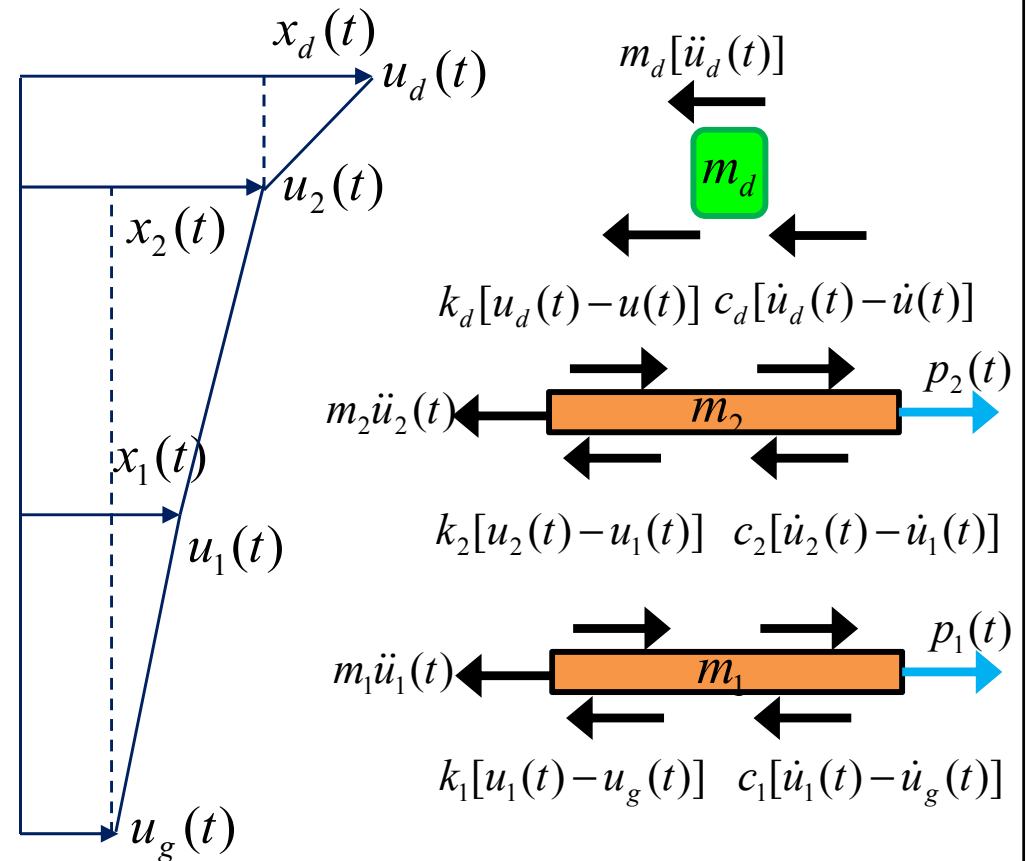 x_d(t)
u_d(t)
u_2(t)
x_2(t)
x_1(t)
u_1(t)
u_g(t)
m_d[ü_d(t)]
m_d
k_d[u_d(t)−u(t)] c_d[u̇_d(t)−u̇(t)]
p_2(t)
m_2ü_2(t)
m_2
k_2[u_2(t)−u_1(t)] c_2[u̇_2(t)−u̇_1(t)]
p_1(t)
m_1ü_1(t)
m_1
k_1[u_1(t)−u_g(t)] c_1[u̇_1(t)−u̇_g(t)]